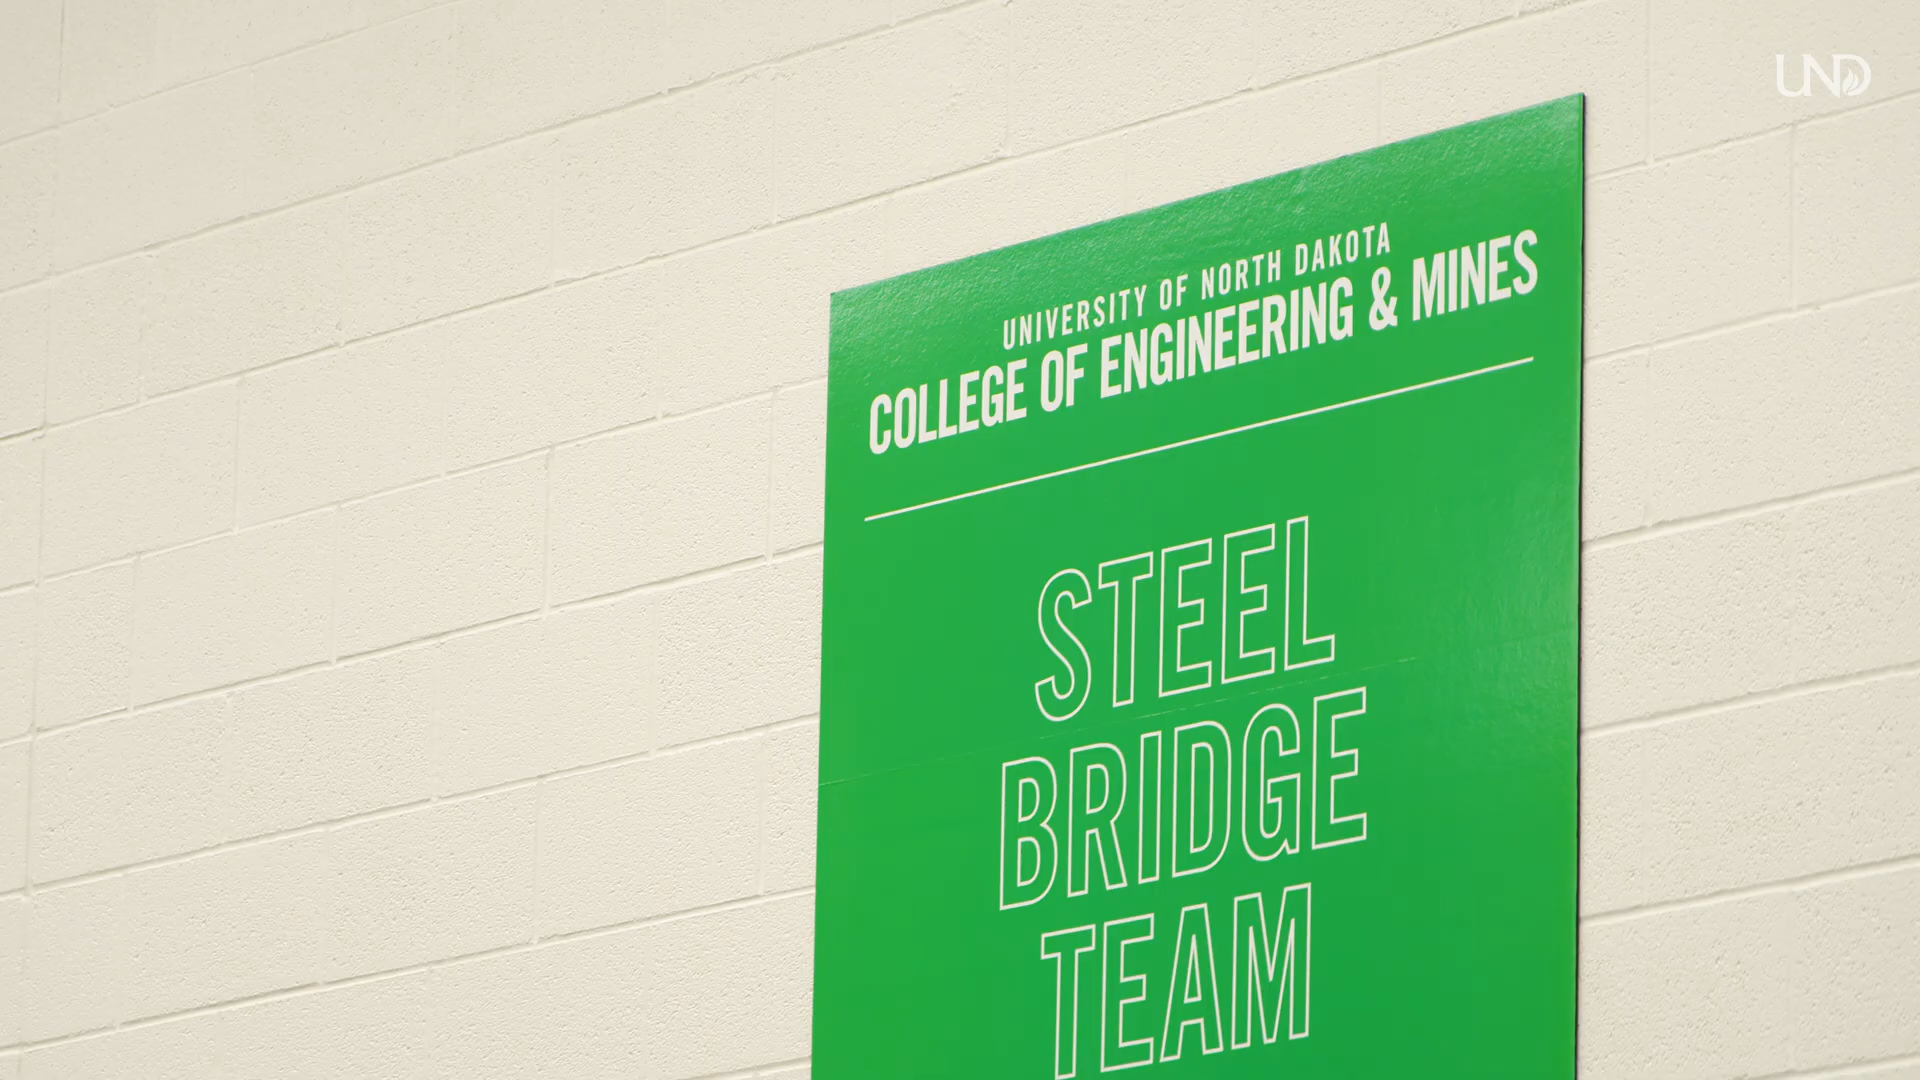 UND
UNIVERSITY OF NORTH DAKOTA
COLLEGE OF ENGINEERING & MINES
STEEL
BRIDGE
TEAM